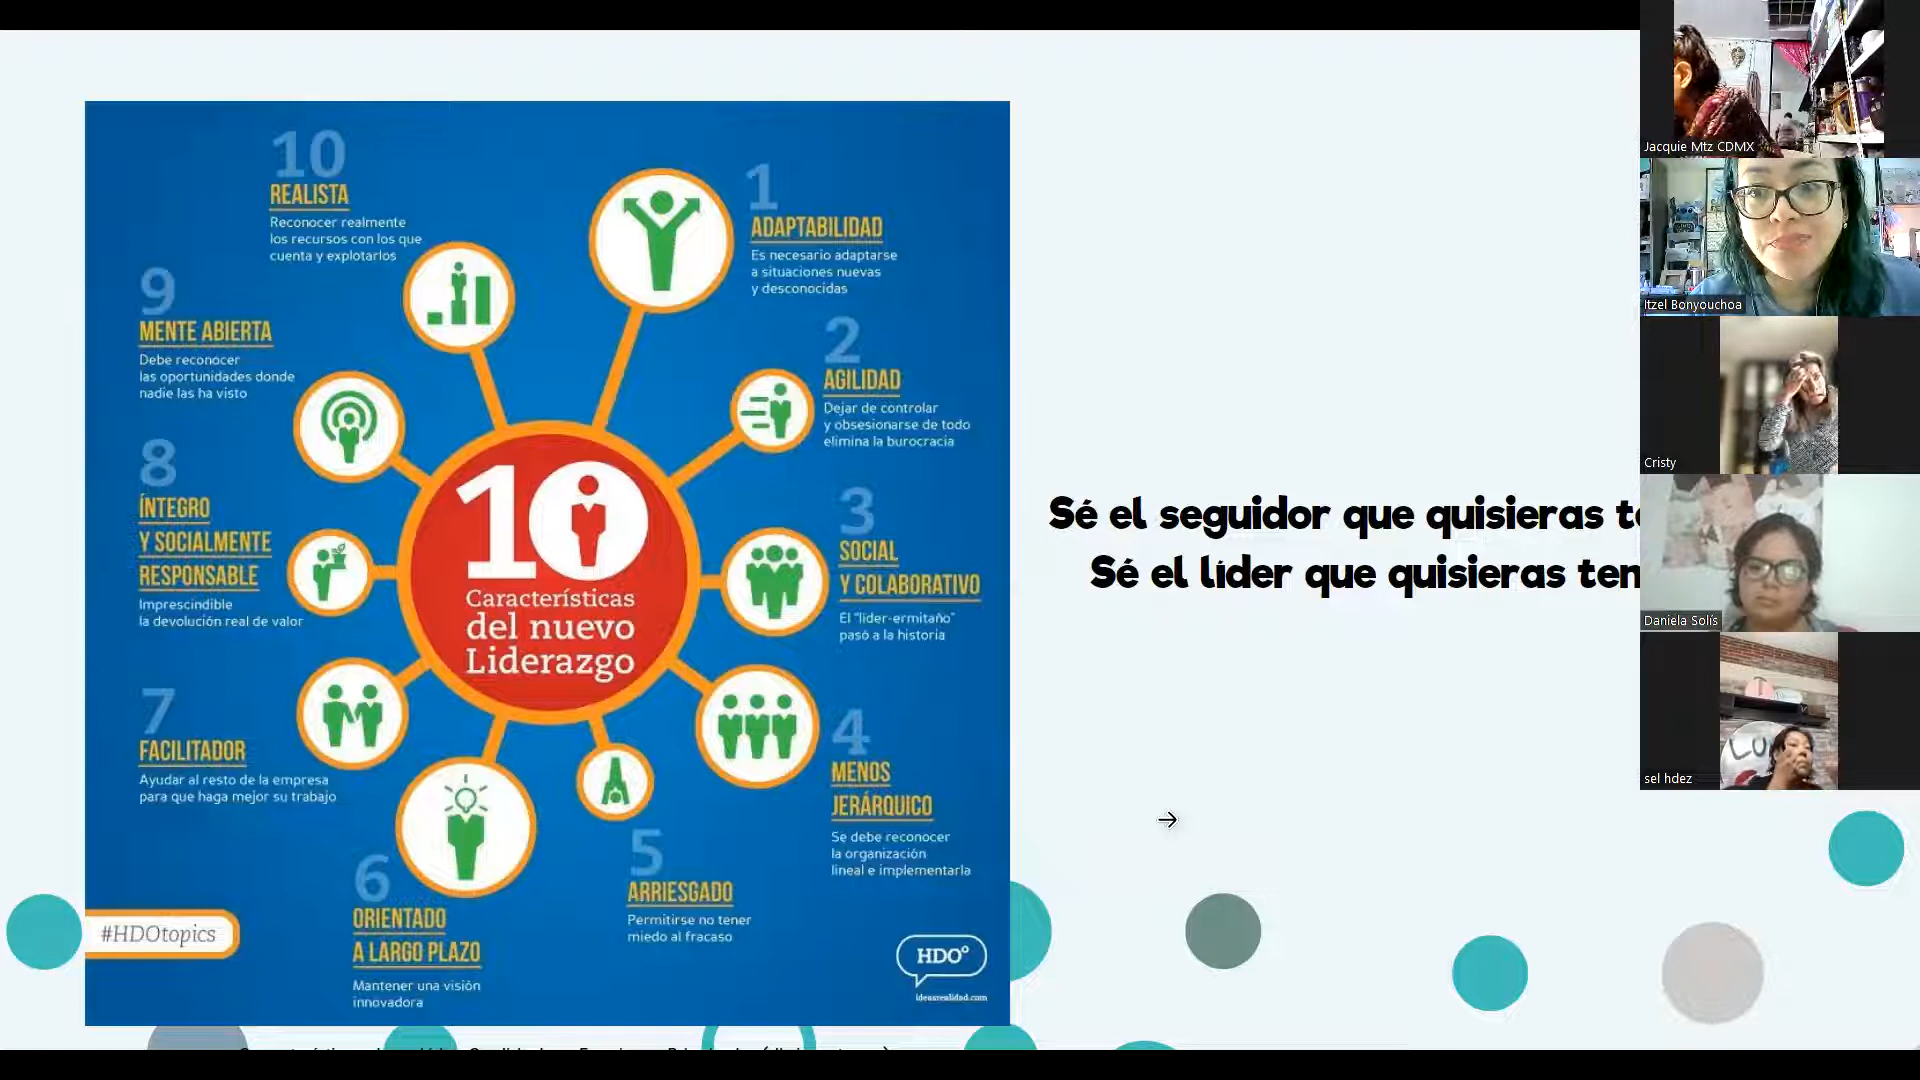 10
REALISTA
Reconocer realmente
los recursos con los que
cuenta y explotarlos
1
ADAPTABILIDAD
Es necesario adaptarse
a situaciones nuevas
y desconocidas
9
MENTE ABIERTA
Debe reconocer
las oportunidades donde
nadie las ha visto
2
AGILIDAD
Dejar de controlar
y obsesionarse de todo
elimina la burocracia
8
ÍNTEGRO
Y SOCIALMENTE
RESPONSABLE
Imprescindible
la devolución real de valor
10
Características
del nuevo
Liderazgo
3
SOCIAL
Y COLABORATIVO
El "líder-ermitaño"
pasó a la historia
7
FACILITADOR
Ayudar al resto de la empresa
para que haga mejor su trabajo
4
MENOS
JERÁRQUICO
Se debe reconocer
la organización
lineal e implementarla
6
ORIENTADO
A LARGO PLAZO
Mantener una visión
innovadora
5
ARRIESGADO
Permitirse no tener
miedo al fracaso
#HDOtopics
HDO°
ideasrealidad.com
Sé el seguidor que quisieras
Sé el líder que quisieras
Jacquie Mtz CDMX
Itzel Bonyouchoa
Cristy
Daniela Solís
sel hdez